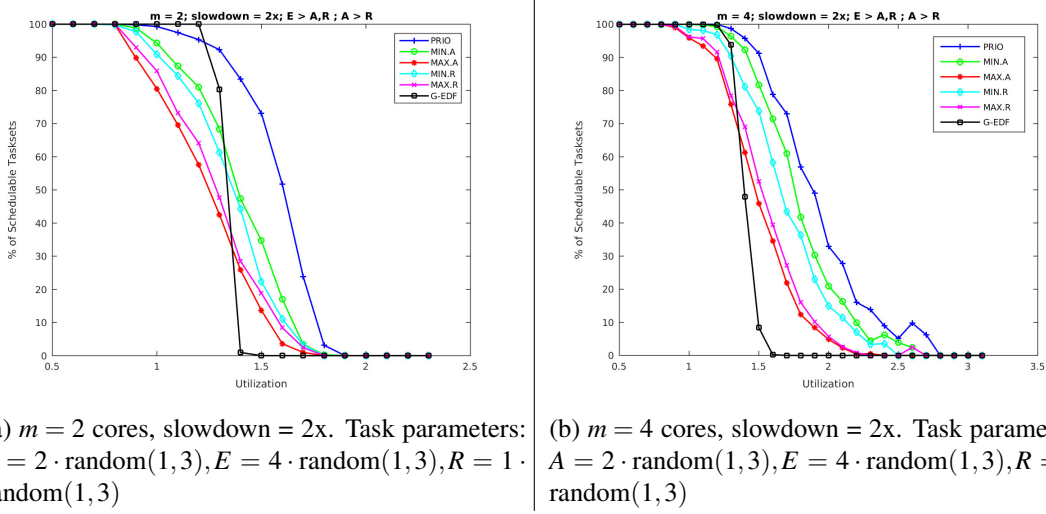 m = 2; slowdown = 2x; E > A,R ; A > R
100
90
80
70
60
50
40
30
20
10
0
% of Schedulable Tasksets
0.5
1
1.5
2
2.5
Utilization
PRIO
MIN.A
MAX.A
MIN.R
MAX.R
G-EDF
) m = 2 cores, slowdown = 2x. Task parameters:
= 2 · random(1,3), E = 4 · random(1,3), R = 1 ·
andom(1,3)
m = 4; slowdown = 2x; E > A,R ; A > R
100
90
80
70
60
50
40
30
20
10
0
% of Schedulable Tasksets
0.5
1
1.5
2
2.5
3
3.5
Utilization
PRIO
MIN.A
MAX.A
MIN.R
MAX.R
G-EDF
(b) m = 4 cores, slowdown = 2x. Task parame
A = 2 · random(1,3), E = 4 · random(1,3), R =
random(1,3)